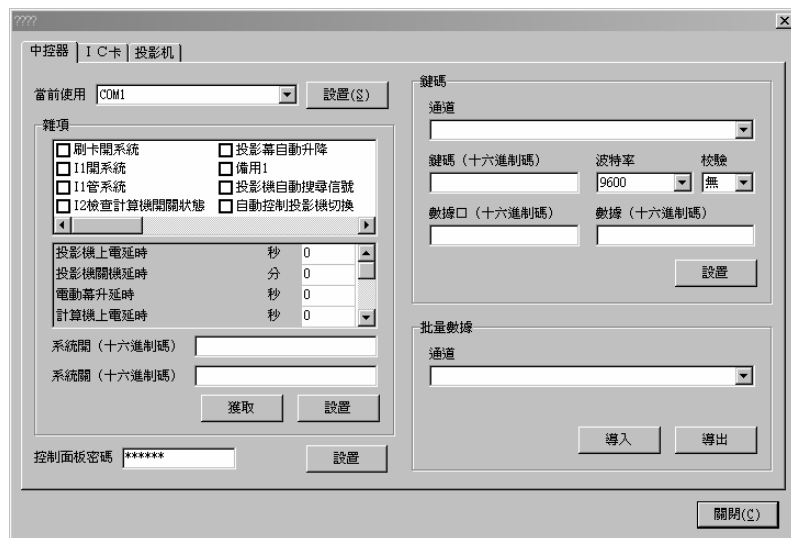 ????
中控器 ＩＣ卡 投影机
當前使用 COM1 設置(S)
雜項
刷卡開系統 投影幕自動升降
I1開系統 備用1
I1管系統 投影機自動搜尋信號
I2檢查計算機開關狀態 自動控制投影機切換
投影機上電延時 秒 0
投影機關機延時 分 0
電動幕升延時 秒 0
計算機上電延時 秒 0
系統開（十六進制碼）
系統關（十六進制碼）
獲取 設置
控制面板密碼 ****** 設置
鍵碼
通道
鍵碼（十六進制碼） 波特率 校驗
9600 無
數據口（十六進制碼） 數據（十六進制碼）
設置
批量數據
通道
導入 導出
關閉(C)